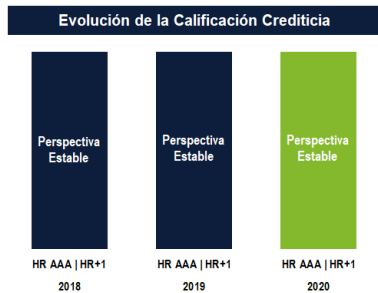 Evolución de la Calificación Crediticia
Perspectiva
Estable
Perspectiva
Estable
Perspectiva
Estable
HR AAA | HR+1
HR AAA | HR+1
HR AAA | HR+1
2018
2019
2020